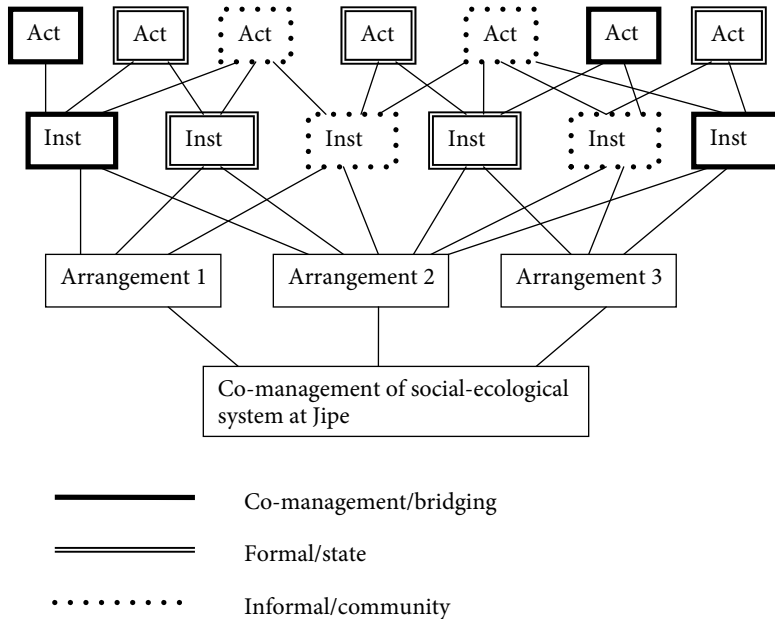 Act Act Act Act Act Act Act
Inst Inst Inst Inst Inst Inst
Arrangement 1 Arrangement 2 Arrangement 3
Co-management of social-ecological
system at Jipe
Co-management/bridging
Formal/state
Informal/community